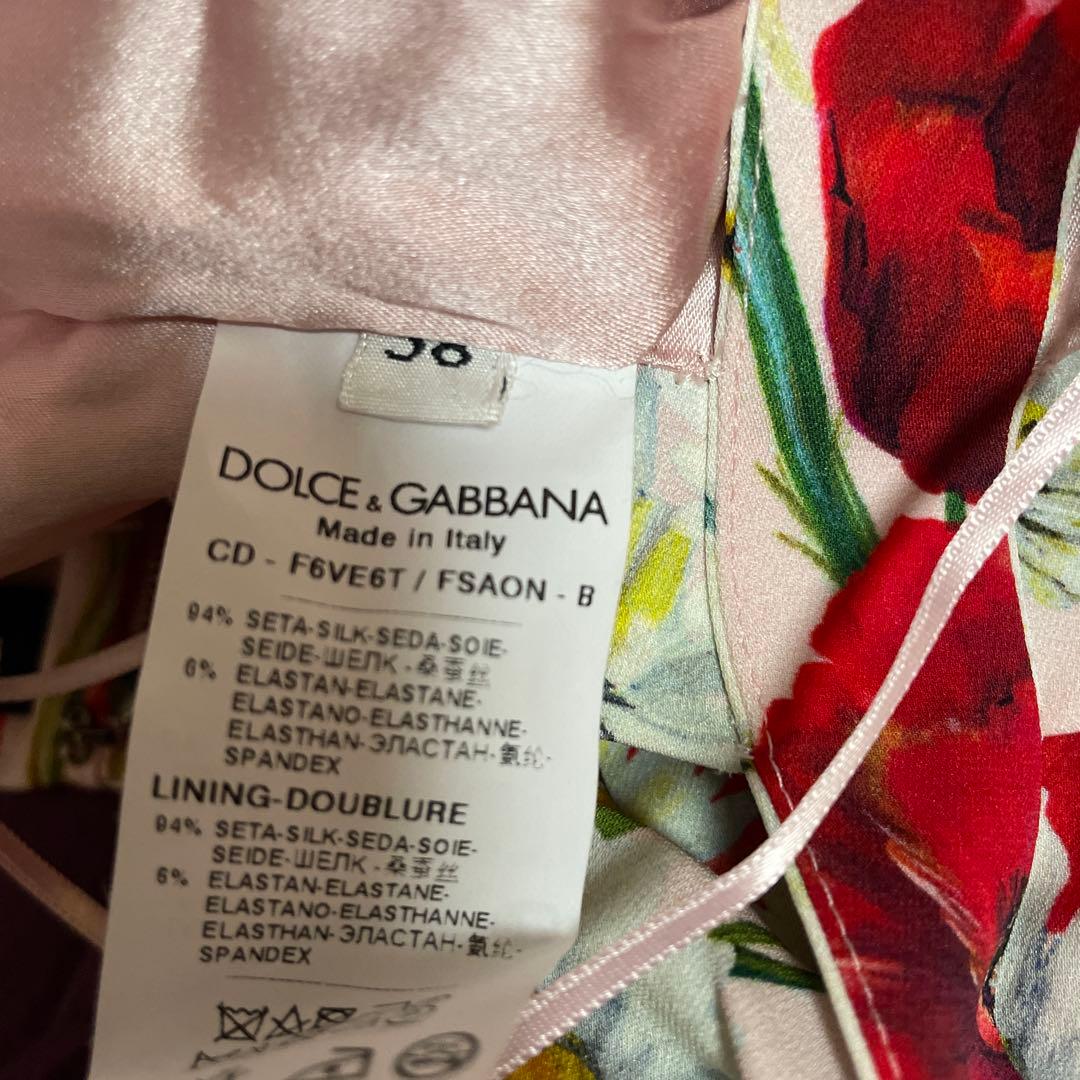 38
DOLCE & GABBANA
Made in Italy
CD - F6VE6T / FSAON - B
94% SETA-SILK-SEDA-SOIE-
SEIDE-ШЕЛК-桑蚕丝
6% ELASTAN-ELASTANE-
ELASTANO-ELASTHANNE-
ELASTHAN-ЭЛАСТАН-氨纶-
SPANDEX
LINING-DOUBLURE
94% SETA-SILK-SEDA-SOIE-
SEIDE-ШЕЛК-桑蚕丝
6% ELASTAN-ELASTANE-
ELASTANO-ELASTHANNE-
ELASTHAN-ЭЛАСТАН-氨纶-
SPANDEX